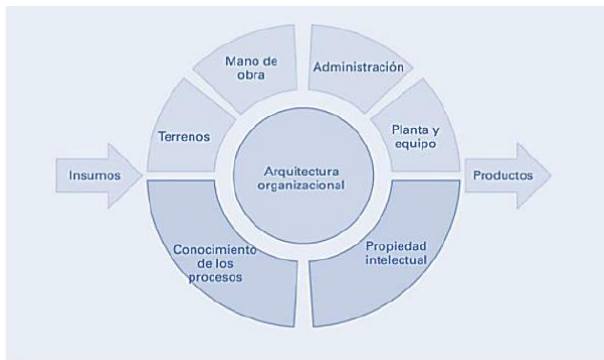 Mano de
obra
Administración
Terrenos
Planta y
equipo
Insumos
Arquitectura
organizacional
Productos
Conocimiento
de los
procesos
Propiedad
intelectual